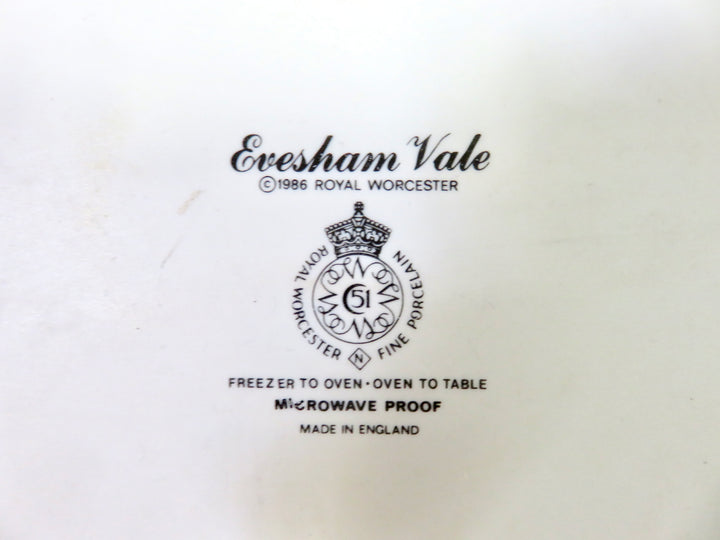 Evesham Vale
©1986 ROYAL WORCESTER
ROYAL WORCESTER FINE PORCELAIN
51
N
FREEZER TO OVEN·OVEN TO TABLE
MICROWAVE PROOF
MADE IN ENGLAND